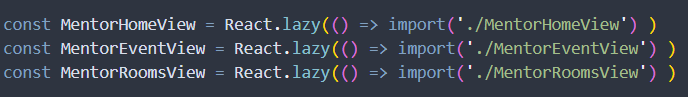 const MentorHomeView = React.lazy(() => import('./MentorHomeView') )
const MentorEventView = React.lazy(() => import('./MentorEventView') )
const MentorRoomsView = React.lazy(() => import('./MentorRoomsView') )